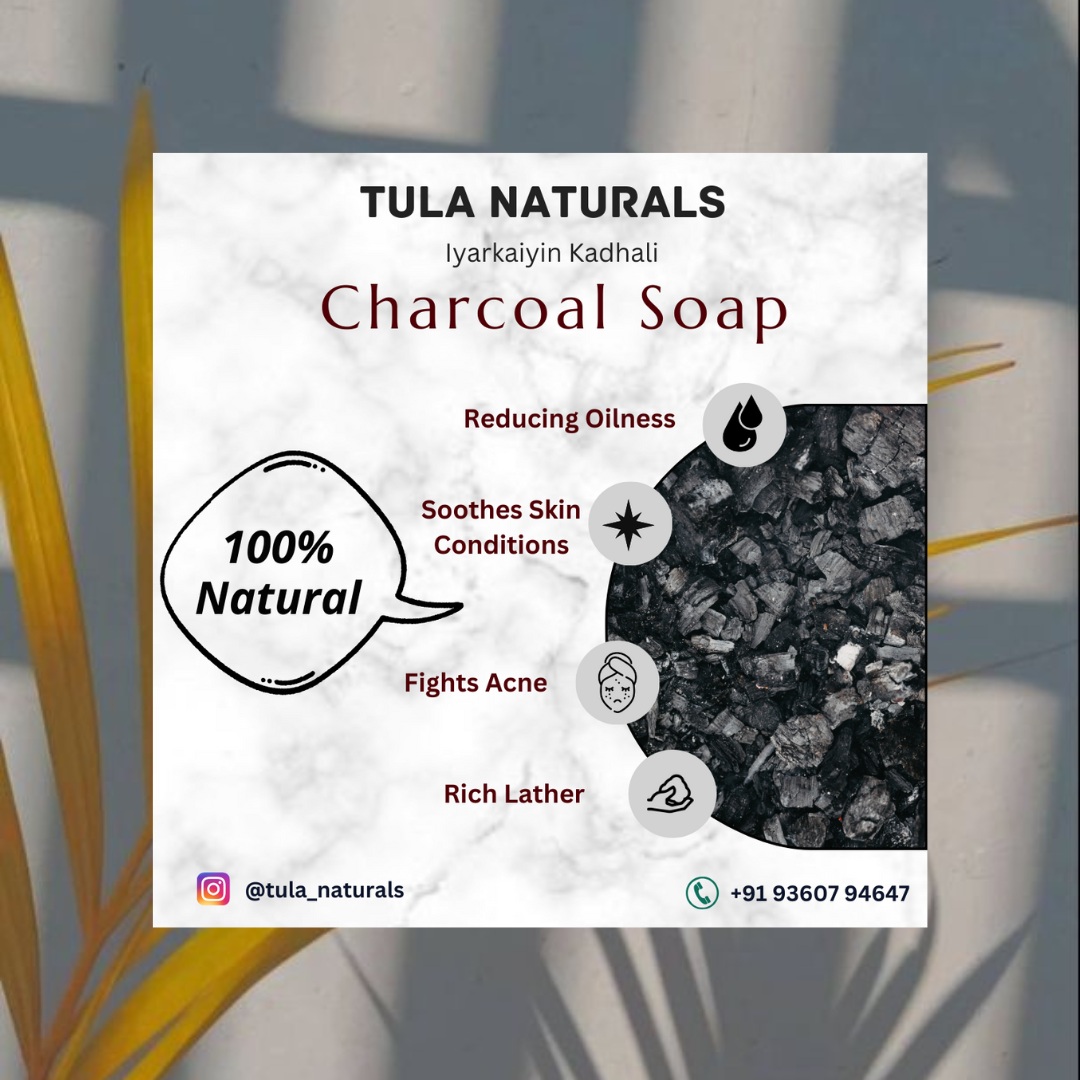 TULA NATURALS
Iyarkaiyin Kadhali
Charcoal Soap
Reducing Oilness
Soothes Skin
Conditions
100%
Natural
Fights Acne
Rich Lather
@tula_naturals
+91 93607 94647